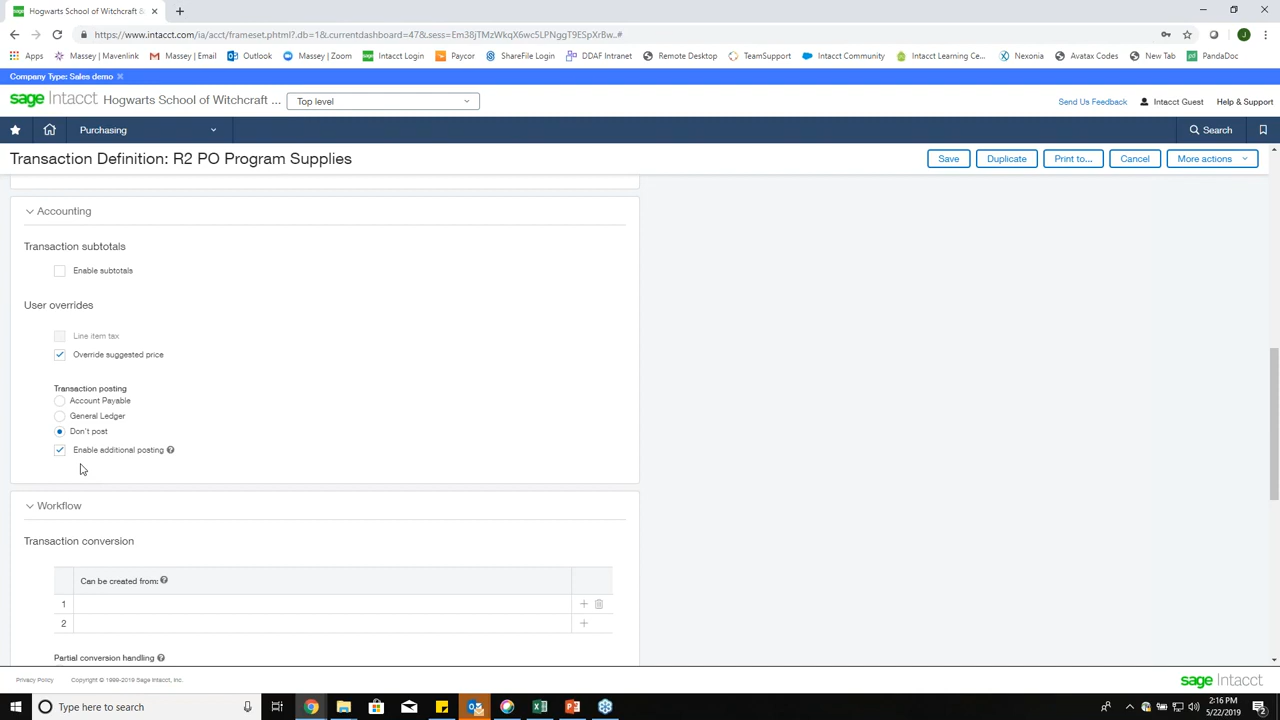 Hogwarts School of Witchcraft &
https://www.intacct.com/ia/acct/frameset.phtml?.db=1&.currentdashboard=47&.sess=Em38jTMzWkqX6wc5LPNggT9ESpXrBw..#
Apps Massey | Mavenlink Massey | Email Outlook Massey | Zoom Intacct Login Paycor ShareFile Login DDAF Intranet Remote Desktop TeamSupport Intacct Community Intacct Learning Ce... Nexonia Avatax Codes New Tab PandaDoc
Company Type: Sales demo
sage Intacct Hogwarts School of Witchcraft ... Top level Send Us Feedback Intacct Guest Help & Support
Purchasing Search
Transaction Definition: R2 PO Program Supplies Save Duplicate Print to... Cancel More actions
Accounting
Transaction subtotals
Enable subtotals
User overrides
Line item tax
Override suggested price
Transaction posting
Account Payable
General Ledger
Don't post
Enable additional posting
Workflow
Transaction conversion
Can be created from:
1
2
Partial conversion handling
Privacy Policy Copyright © 1999-2019 Sage Intacct, Inc. sage Intacct
Type here to search
2:16 PM
5/22/2019
2